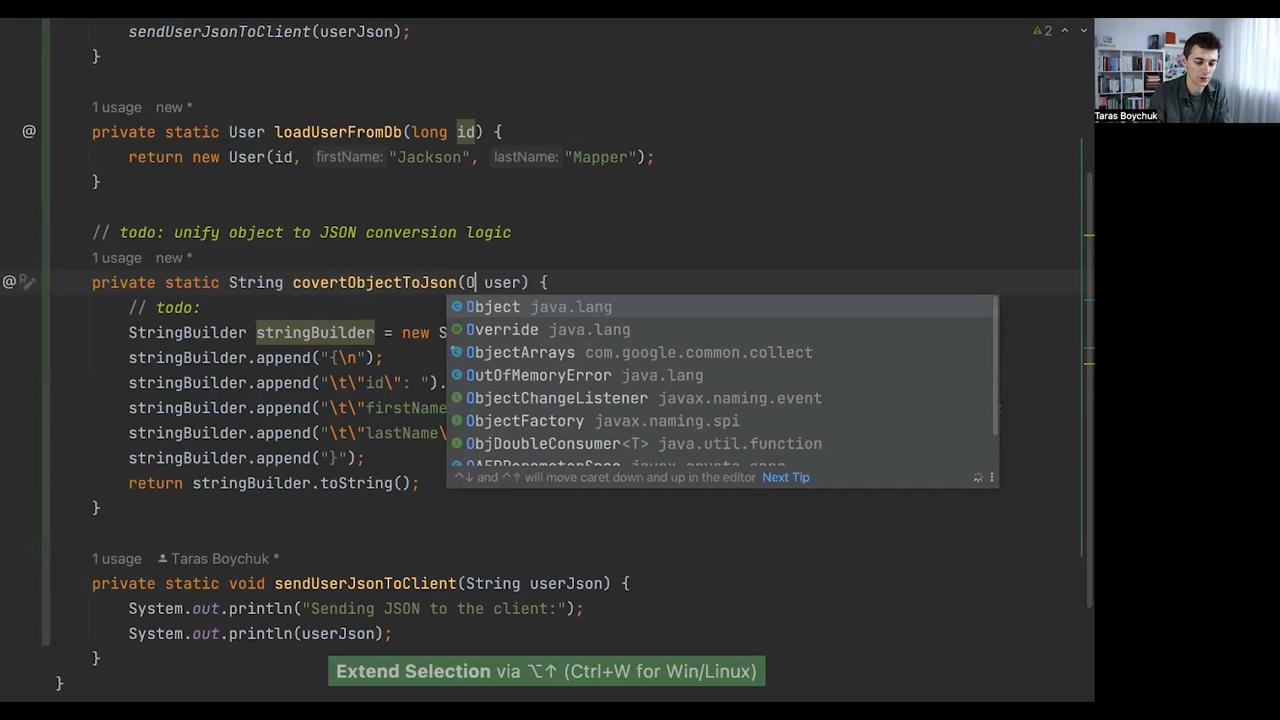 sendUserJsonToClient(userJson);
}
2
Taras Boychuk
1 usage new *
@ private static User loadUserFromDb(long id) {
return new User(id, firstName: "Jackson", lastName: "Mapper");
}
// todo: unify object to JSON conversion logic
1 usage new *
@ private static String covertObjectToJson(O user) {
// todo:
StringBuilder stringBuilder = new S
stringBuilder.append("{\n");
stringBuilder.append("\t\"id\": ").
stringBuilder.append("\t\"firstName
stringBuilder.append("\t\"lastName\
stringBuilder.append("}");
return stringBuilder.toString();
}
Object java.lang
Override java.lang
ObjectArrays com.google.common.collect
OutOfMemoryError java.lang
ObjectChangeListener javax.naming.event
ObjectFactory javax.naming.spi
ObjDoubleConsumer<T> java.util.function
^↓ and ^↑ will move caret down and up in the editor Next Tip
1 usage Taras Boychuk *
private static void sendUserJsonToClient(String userJson) {
System.out.println("Sending JSON to the client:");
System.out.println(userJson);
}
Extend Selection via ⌥↑ (Ctrl+W for Win/Linux)
}